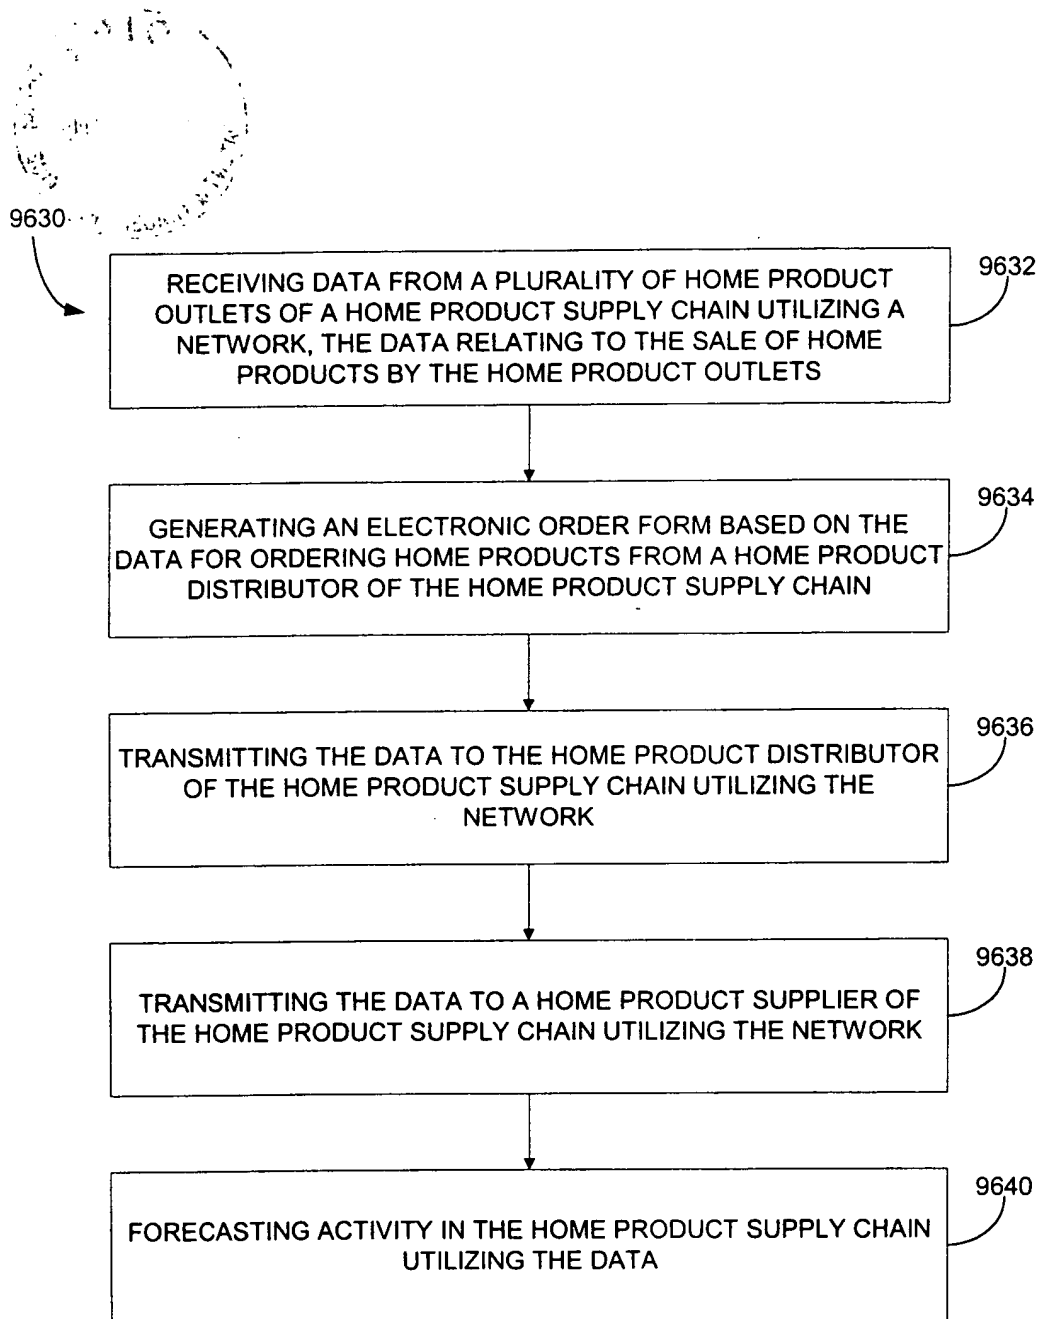 9630
9632
RECEIVING DATA FROM A PLURALITY OF HOME PRODUCT
OUTLETS OF A HOME PRODUCT SUPPLY CHAIN UTILIZING A
NETWORK, THE DATA RELATING TO THE SALE OF HOME
PRODUCTS BY THE HOME PRODUCT OUTLETS
9634
GENERATING AN ELECTRONIC ORDER FORM BASED ON THE
DATA FOR ORDERING HOME PRODUCTS FROM A HOME PRODUCT
DISTRIBUTOR OF THE HOME PRODUCT SUPPLY CHAIN
9636
TRANSMITTING THE DATA TO THE HOME PRODUCT DISTRIBUTOR
OF THE HOME PRODUCT SUPPLY CHAIN UTILIZING THE
NETWORK
9638
TRANSMITTING THE DATA TO A HOME PRODUCT SUPPLIER OF
THE HOME PRODUCT SUPPLY CHAIN UTILIZING THE NETWORK
9640
FORECASTING ACTIVITY IN THE HOME PRODUCT SUPPLY CHAIN
UTILIZING THE DATA